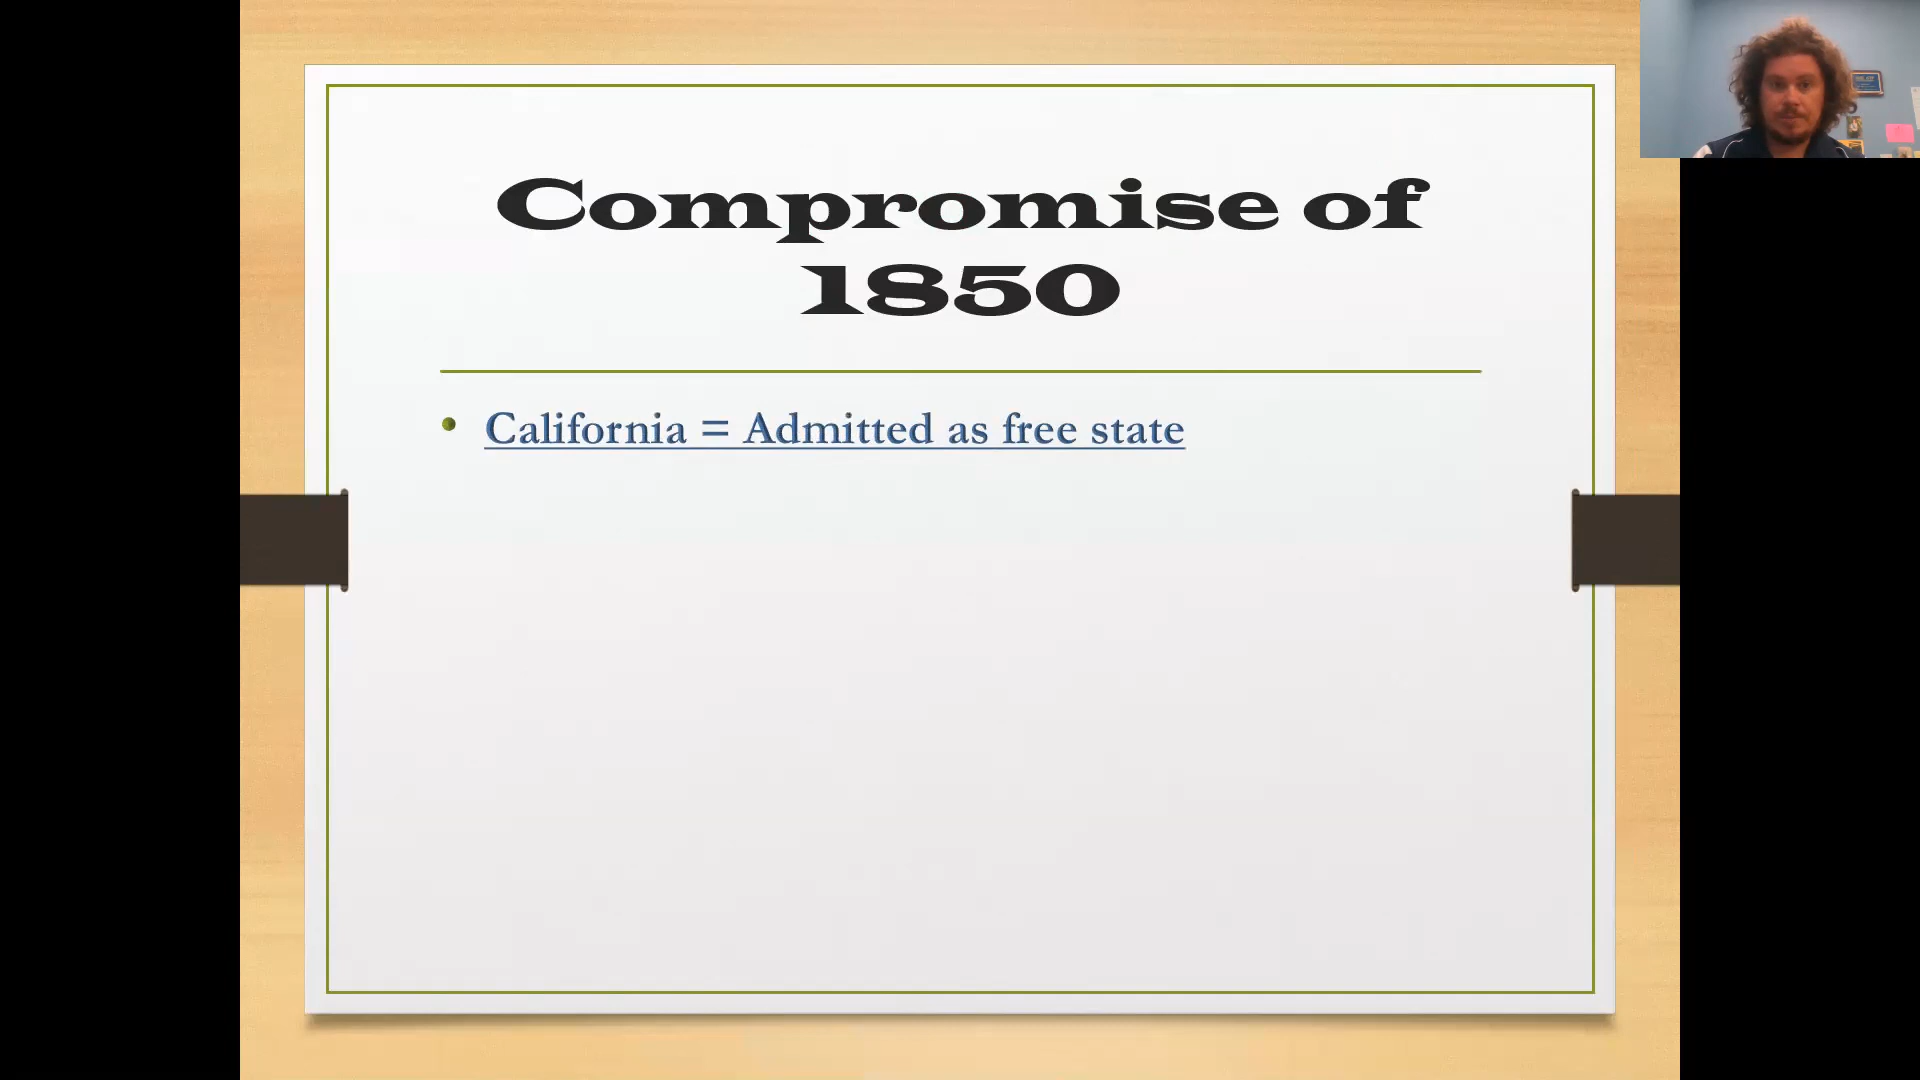 Compromise of
1850
• California = Admitted as free state